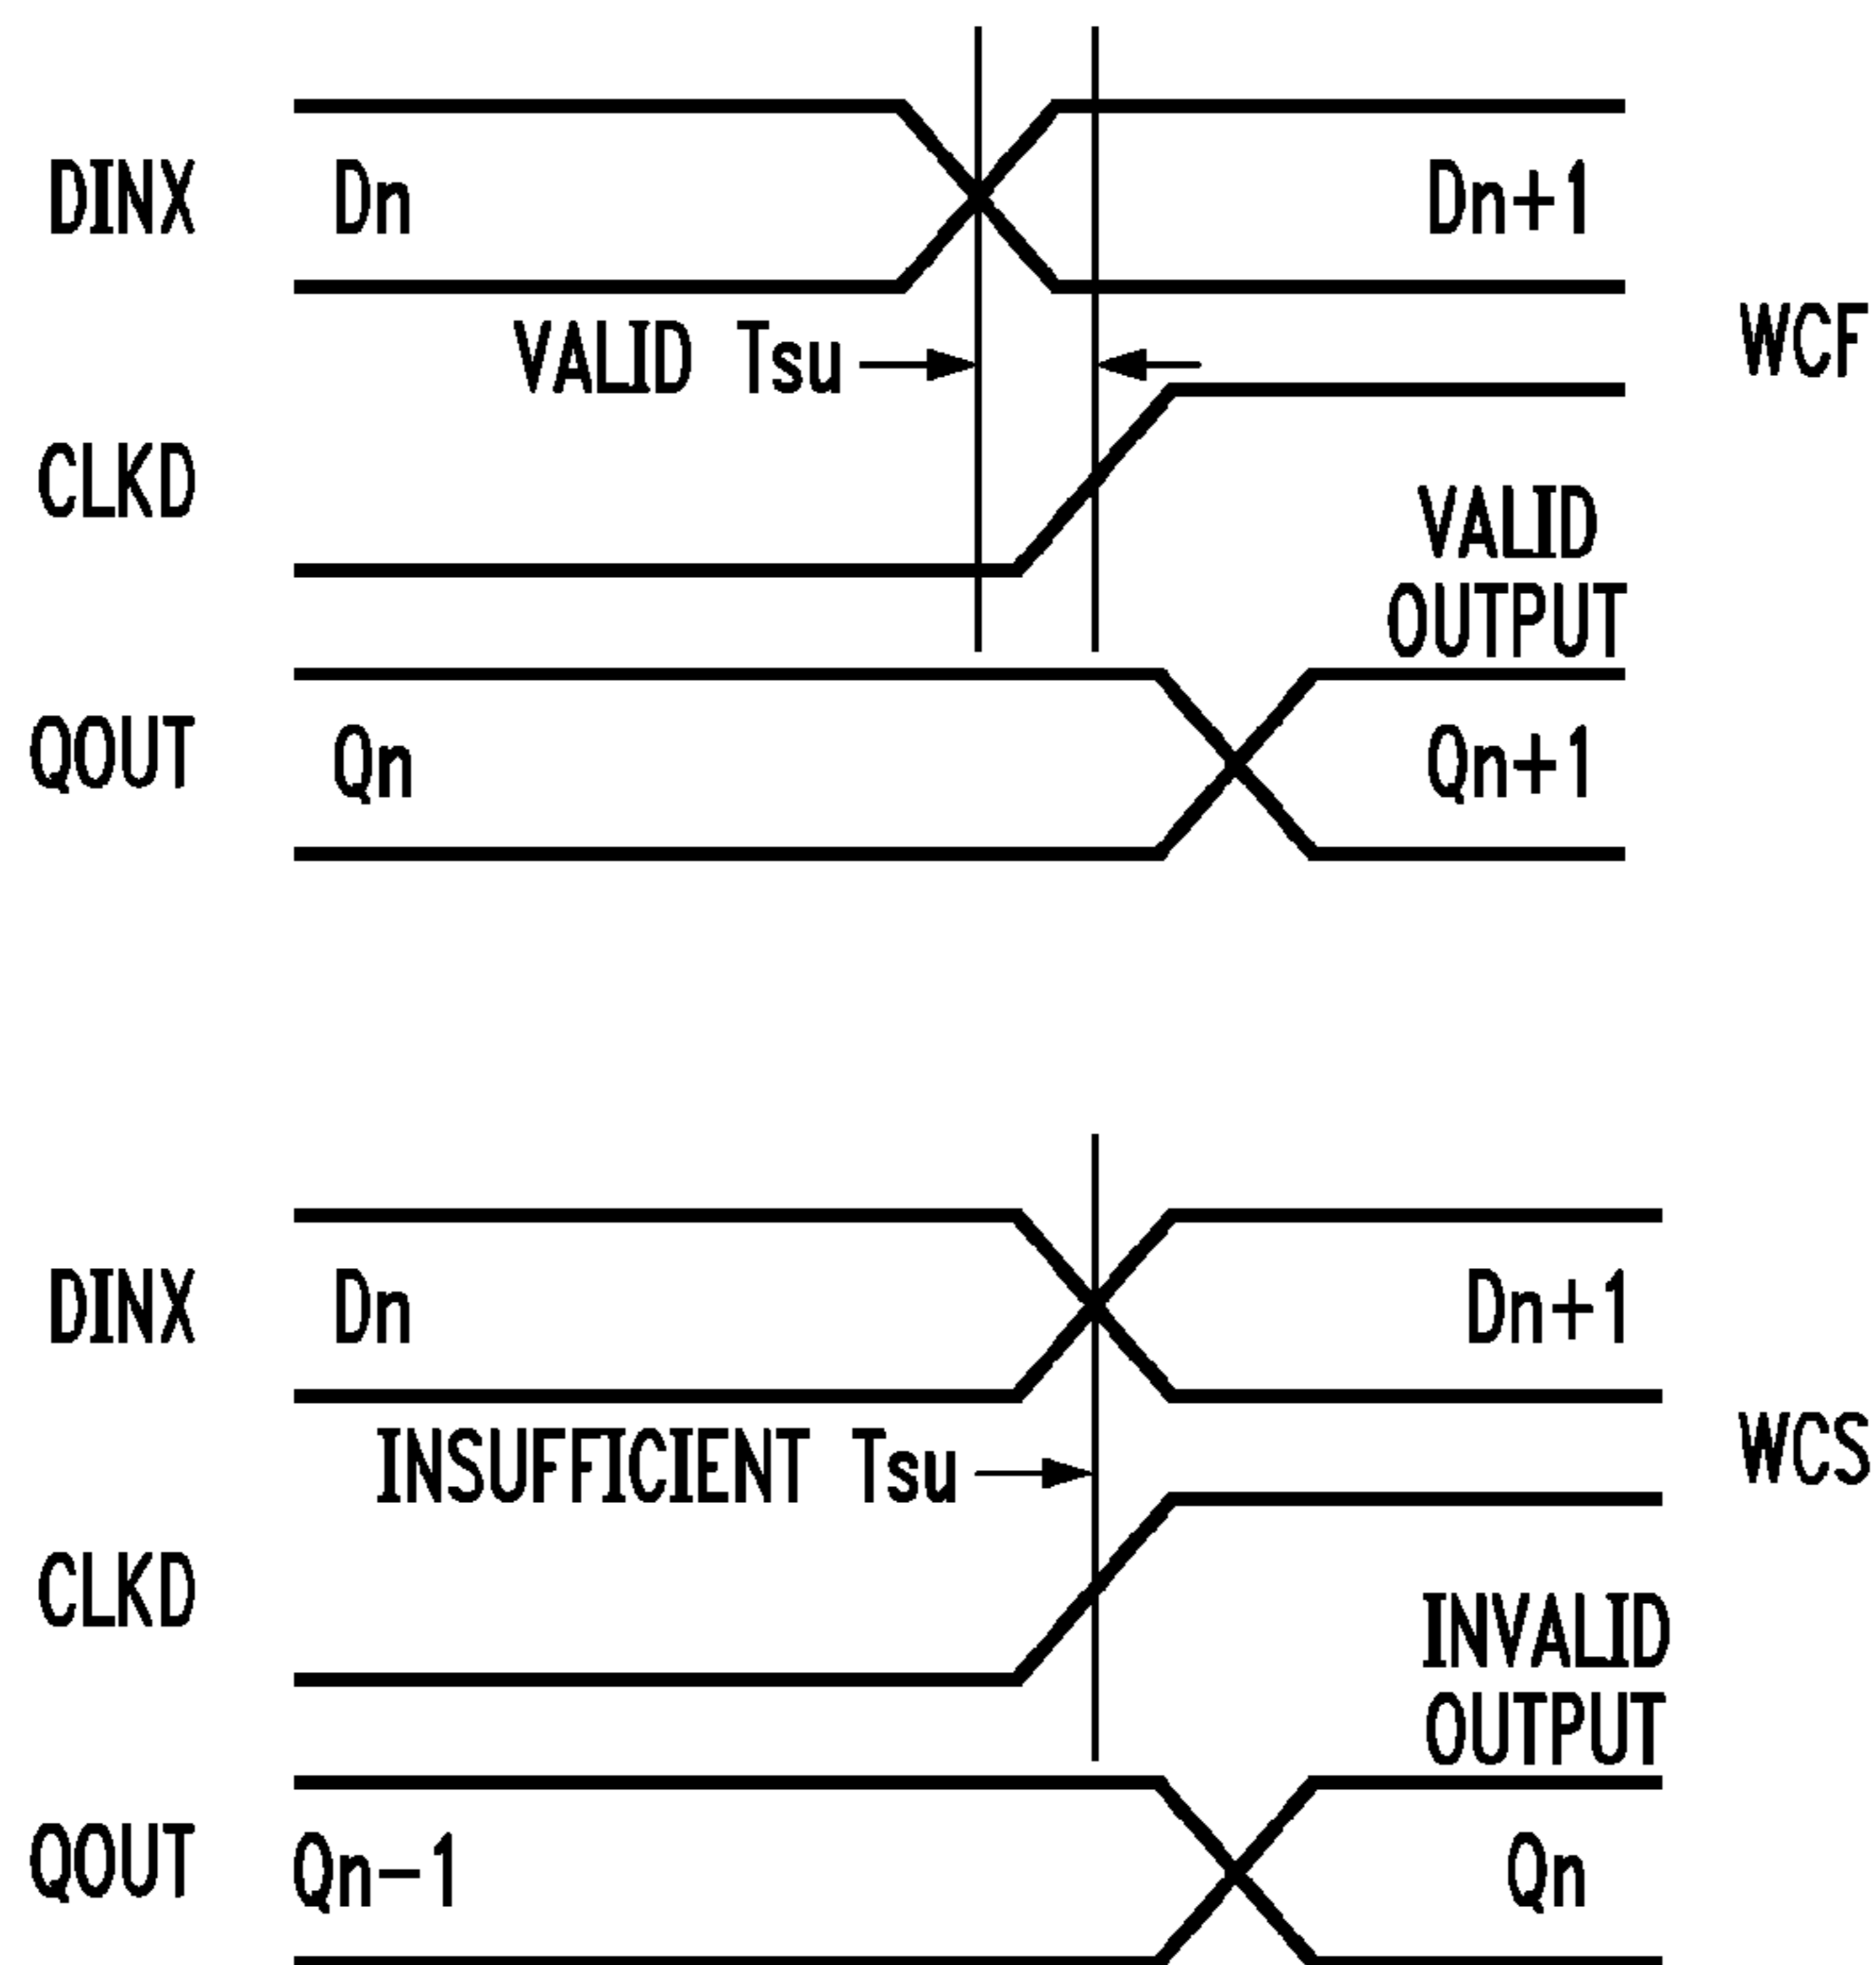 DINX Dn Dn+1
VALID Tsu
WCF
CLKD
VALID
OUTPUT
QOUT Qn Qn+1
DINX Dn Dn+1
INSUFFICIENT Tsu
WCS
CLKD
INVALID
OUTPUT
QOUT Qn-1 Qn